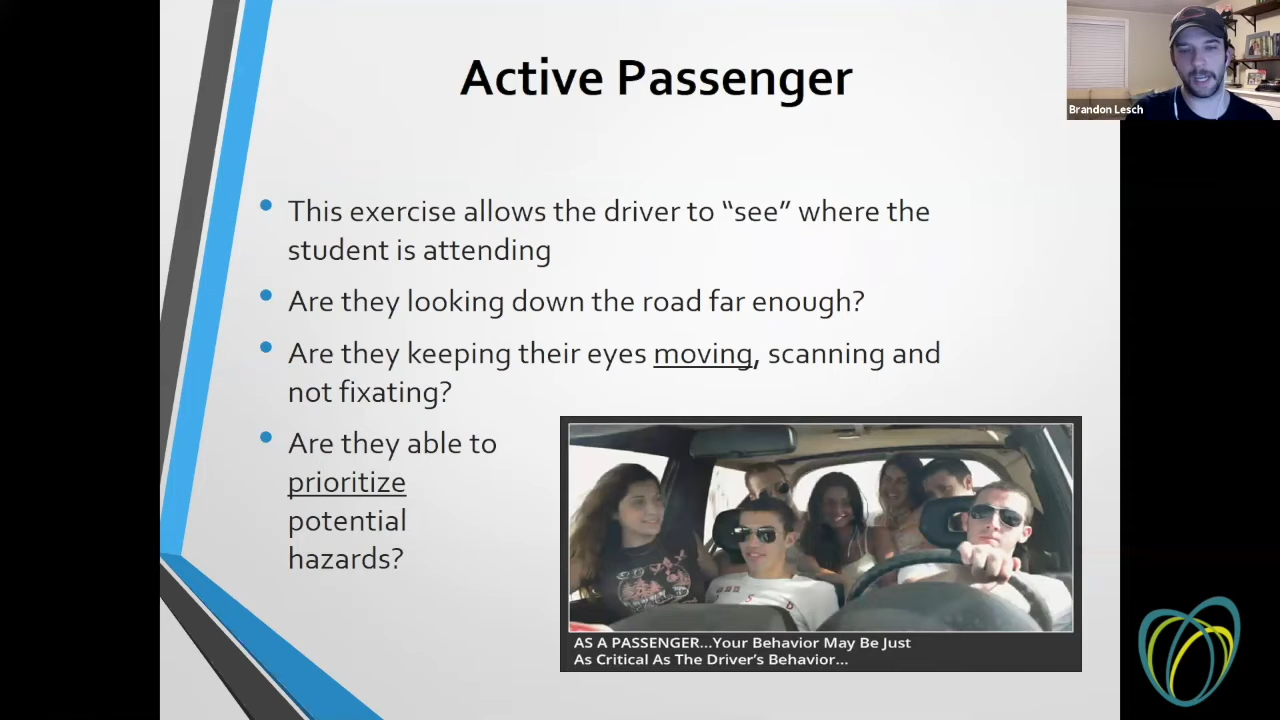 Active Passenger
Brandon Lesch
This exercise allows the driver to “see” where the
student is attending
Are they looking down the road far enough?
Are they keeping their eyes moving, scanning and
not fixating?
Are they able to
prioritize
potential
hazards?
AS A PASSENGER...Your Behavior May Be Just
As Critical As The Driver's Behavior...